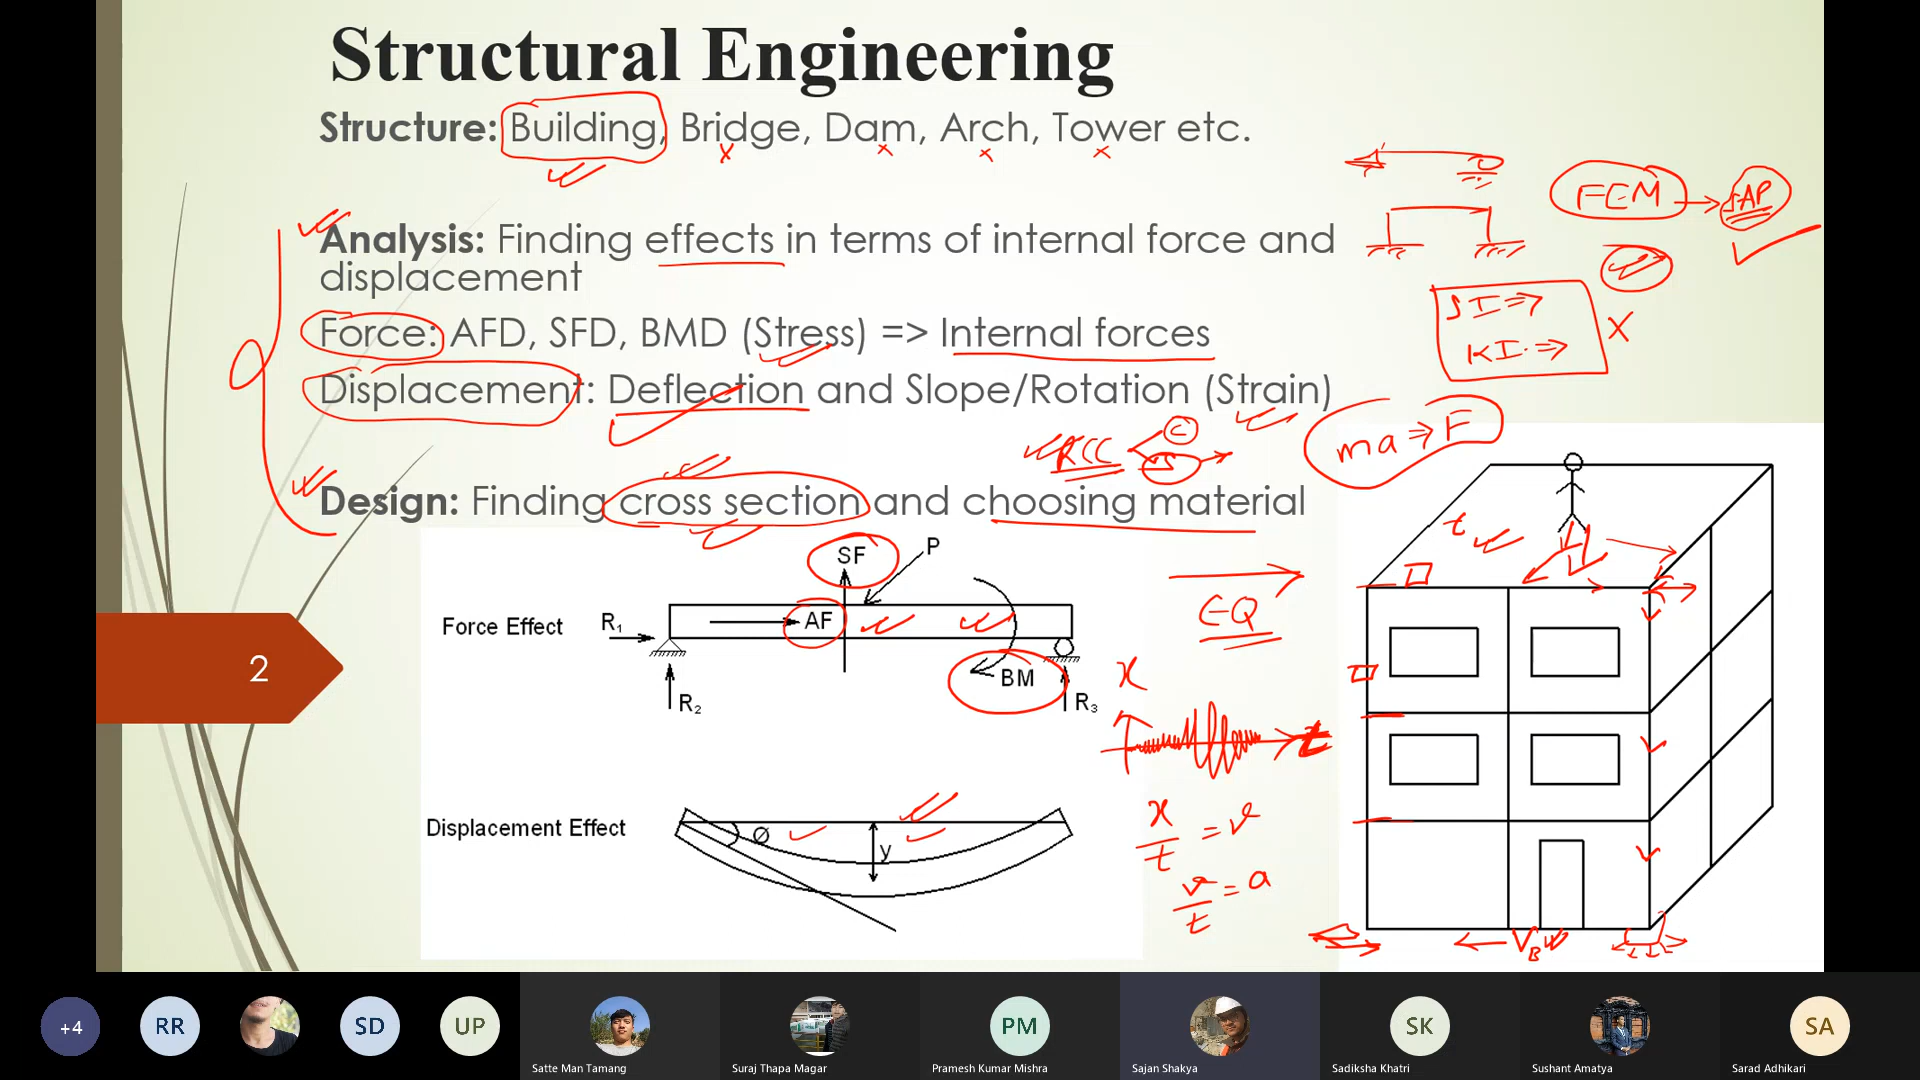 Structural Engineering
Structure: Building, Bridge, Dam, Arch, Tower etc.
x x x x
FEM → SAP
Analysis: Finding effects in terms of internal force and
displacement
SI ⇒
KI ⇒
X
Force: AFD, SFD, BMD (Stress) => Internal forces
Displacement: Deflection and Slope/Rotation (Strain)
RCC
C
S
ma ⇒ F
Design: Finding cross section and choosing material
SF
P
t
Force Effect
R₁
AF
EQ
BM
R₂
R₃
2
x
t
Displacement Effect
Ø
y
x/t = v
v/t = a
V_B
+4
RR
SD
UP
PM
SK
SA
Satte Man Tamang
Suraj Thapa Magar
Pramesh Kumar Mishra
Sajan Shakya
Sadiksha Khatri
Sushant Amatya
Sarad Adhikari